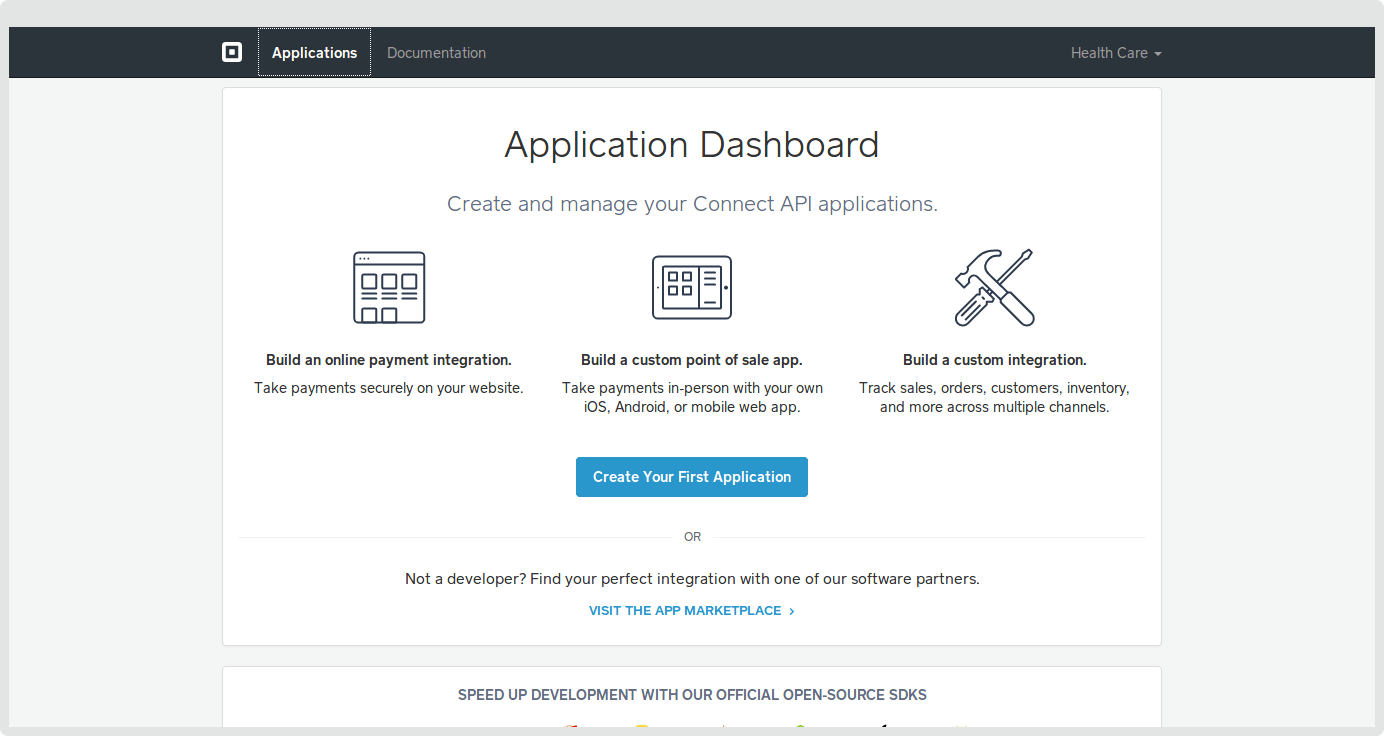 Applications
Documentation
Health Care
Application Dashboard
Create and manage your Connect API applications.
Build an online payment integration.
Take payments securely on your website.
Build a custom point of sale app.
Take payments in-person with your own
iOS, Android, or mobile web app.
Build a custom integration.
Track sales, orders, customers, inventory,
and more across multiple channels.
Create Your First Application
OR
Not a developer? Find your perfect integration with one of our software partners.
VISIT THE APP MARKETPLACE
SPEED UP DEVELOPMENT WITH OUR OFFICIAL OPEN-SOURCE SDKS